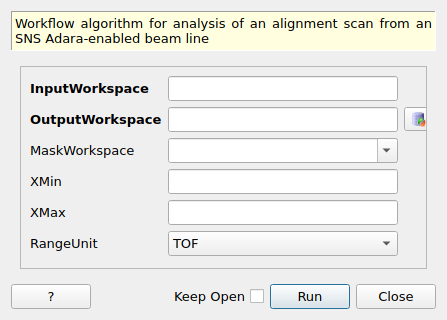 Workflow algorithm for analysis of an alignment scan from an
SNS Adara-enabled beam line
InputWorkspace
OutputWorkspace
MaskWorkspace
XMin
XMax
RangeUnit TOF
? Keep Open Run Close